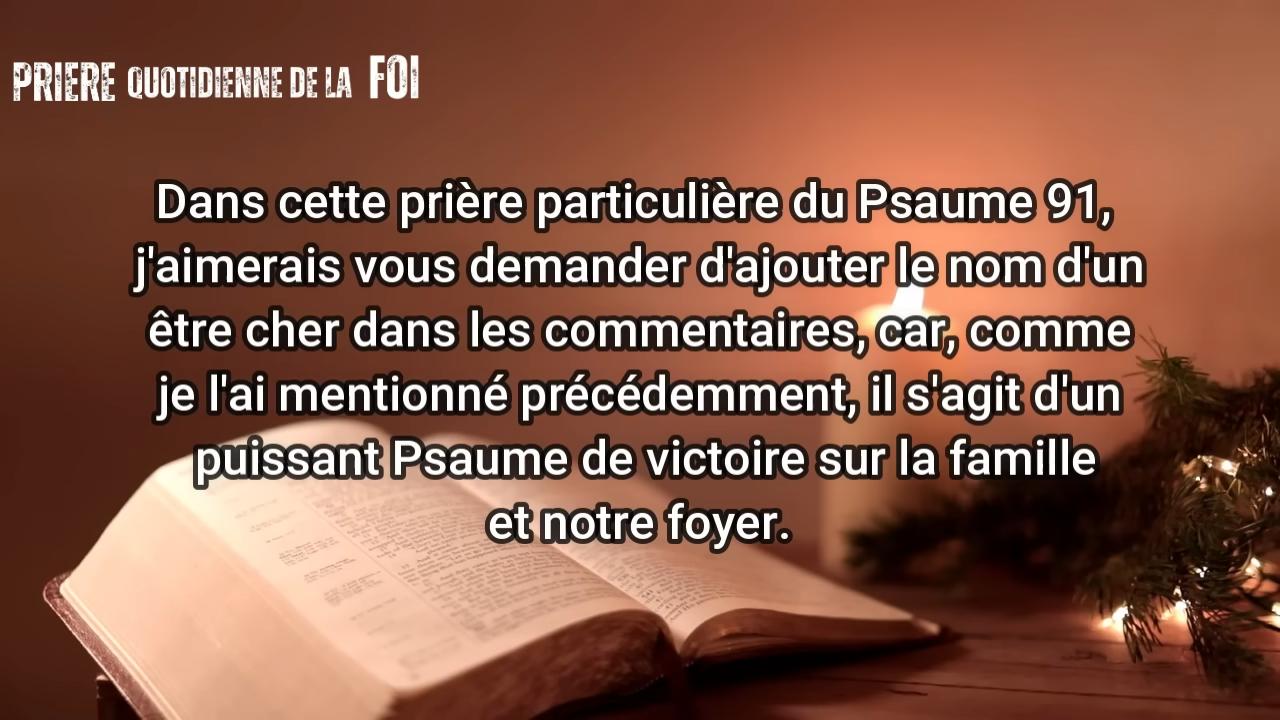 PRIERE QUOTIDIENNE DE LA FOI
Dans cette prière particulière du Psaume 91,
j'aimerais vous demander d'ajouter le nom d'un
être cher dans les commentaires, car, comme
je l'ai mentionné précédemment, il s'agit d'un
puissant Psaume de victoire sur la famille
et notre foyer.